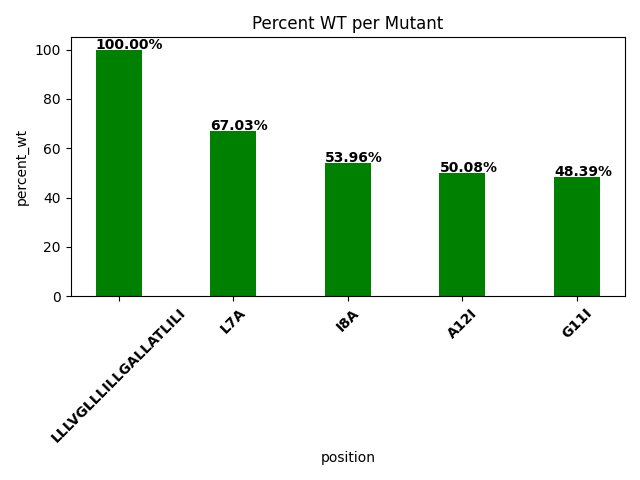 Percent WT per Mutant
percent_wt
100
80
60
40
20
0
100.00%
67.03%
53.96%
50.08%
48.39%
LLLVGLLLILLGALLATLILI
L7A
I8A
A12I
G11I
position